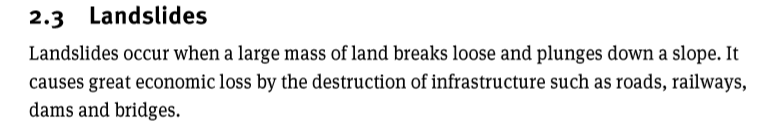 2.3 Landslides
Landslides occur when a large mass of land breaks loose and plunges down a slope. It
causes great economic loss by the destruction of infrastructure such as roads, railways,
dams and bridges.